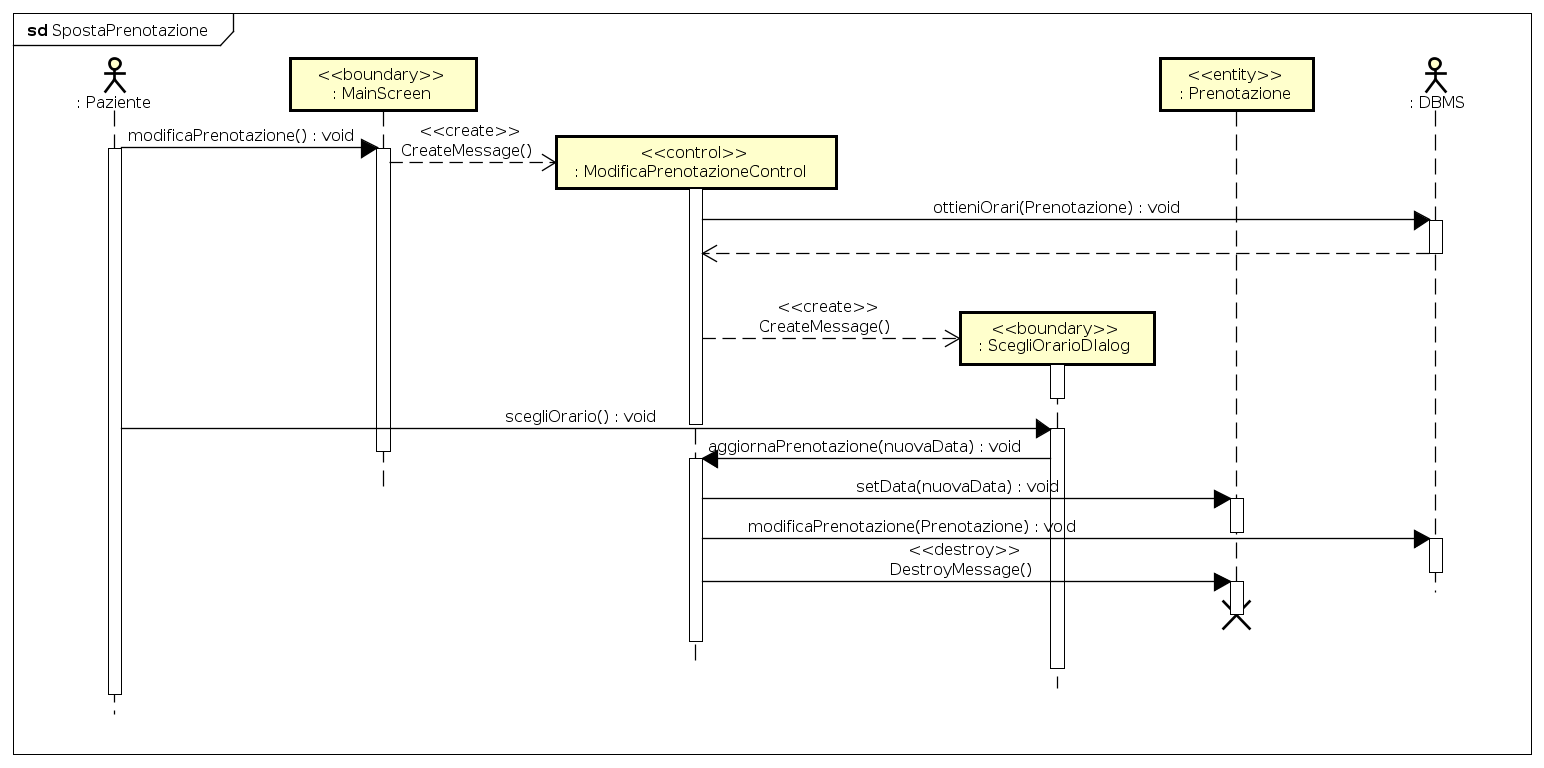 sd SpostaPrenotazione
: Paziente
<<boundary>>
: MainScreen
<<entity>>
: Prenotazione
: DBMS
modificaPrenotazione() : void
<<create>>
CreateMessage()
<<control>>
: ModificaPrenotazioneControl
ottieniOrari(Prenotazione) : void
<<create>>
CreateMessage()
<<boundary>>
: ScegliOrarioDIalog
scegliOrario() : void
aggiornaPrenotazione(nuovaData) : void
setData(nuovaData) : void
modificaPrenotazione(Prenotazione) : void
<<destroy>>
DestroyMessage()